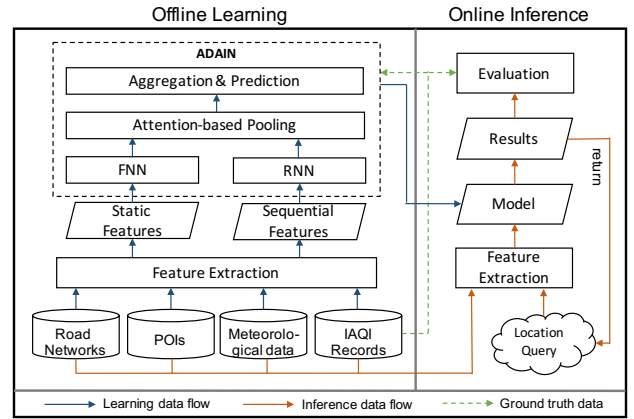 Offline Learning
Online Inference
ADAIN
Aggregation & Prediction
Attention-based Pooling
FNN
RNN
Static
Features
Sequential
Features
Feature Extraction
Road
Networks
POIs
Meteorolo-
gical data
IAQI
Records
Evaluation
Results
return
Model
Feature
Extraction
Location
Query
Learning data flow
Inference data flow
Ground truth data